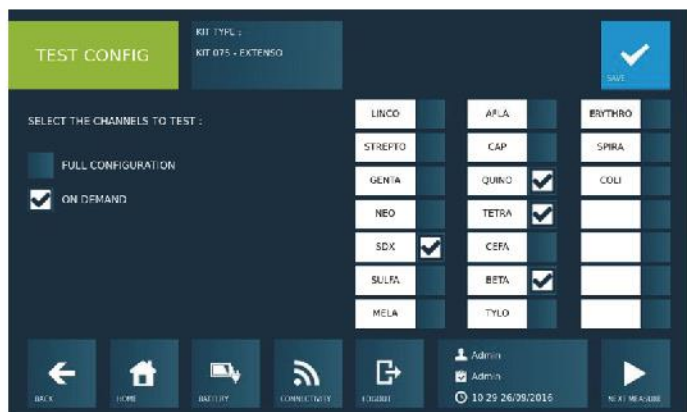 TEST CONFIG
KIT TYPE :
KIT 075 - EXTENSO
SAVE
SELECT THE CHANNELS TO TEST :
FULL CONFIGURATION
ON DEMAND
LINCO AFLA ERYTHRO
STREPTO CAP SPIRA
GENTA QUINO COLI
NEO TETRA
SDX CEFA
SULFA BETA
MELA TYLO
BACK HOME BATTERY CONNECTIVITY LOGOUT
Admin
Admin
10:29 26/09/2016
NEXT MEASURE